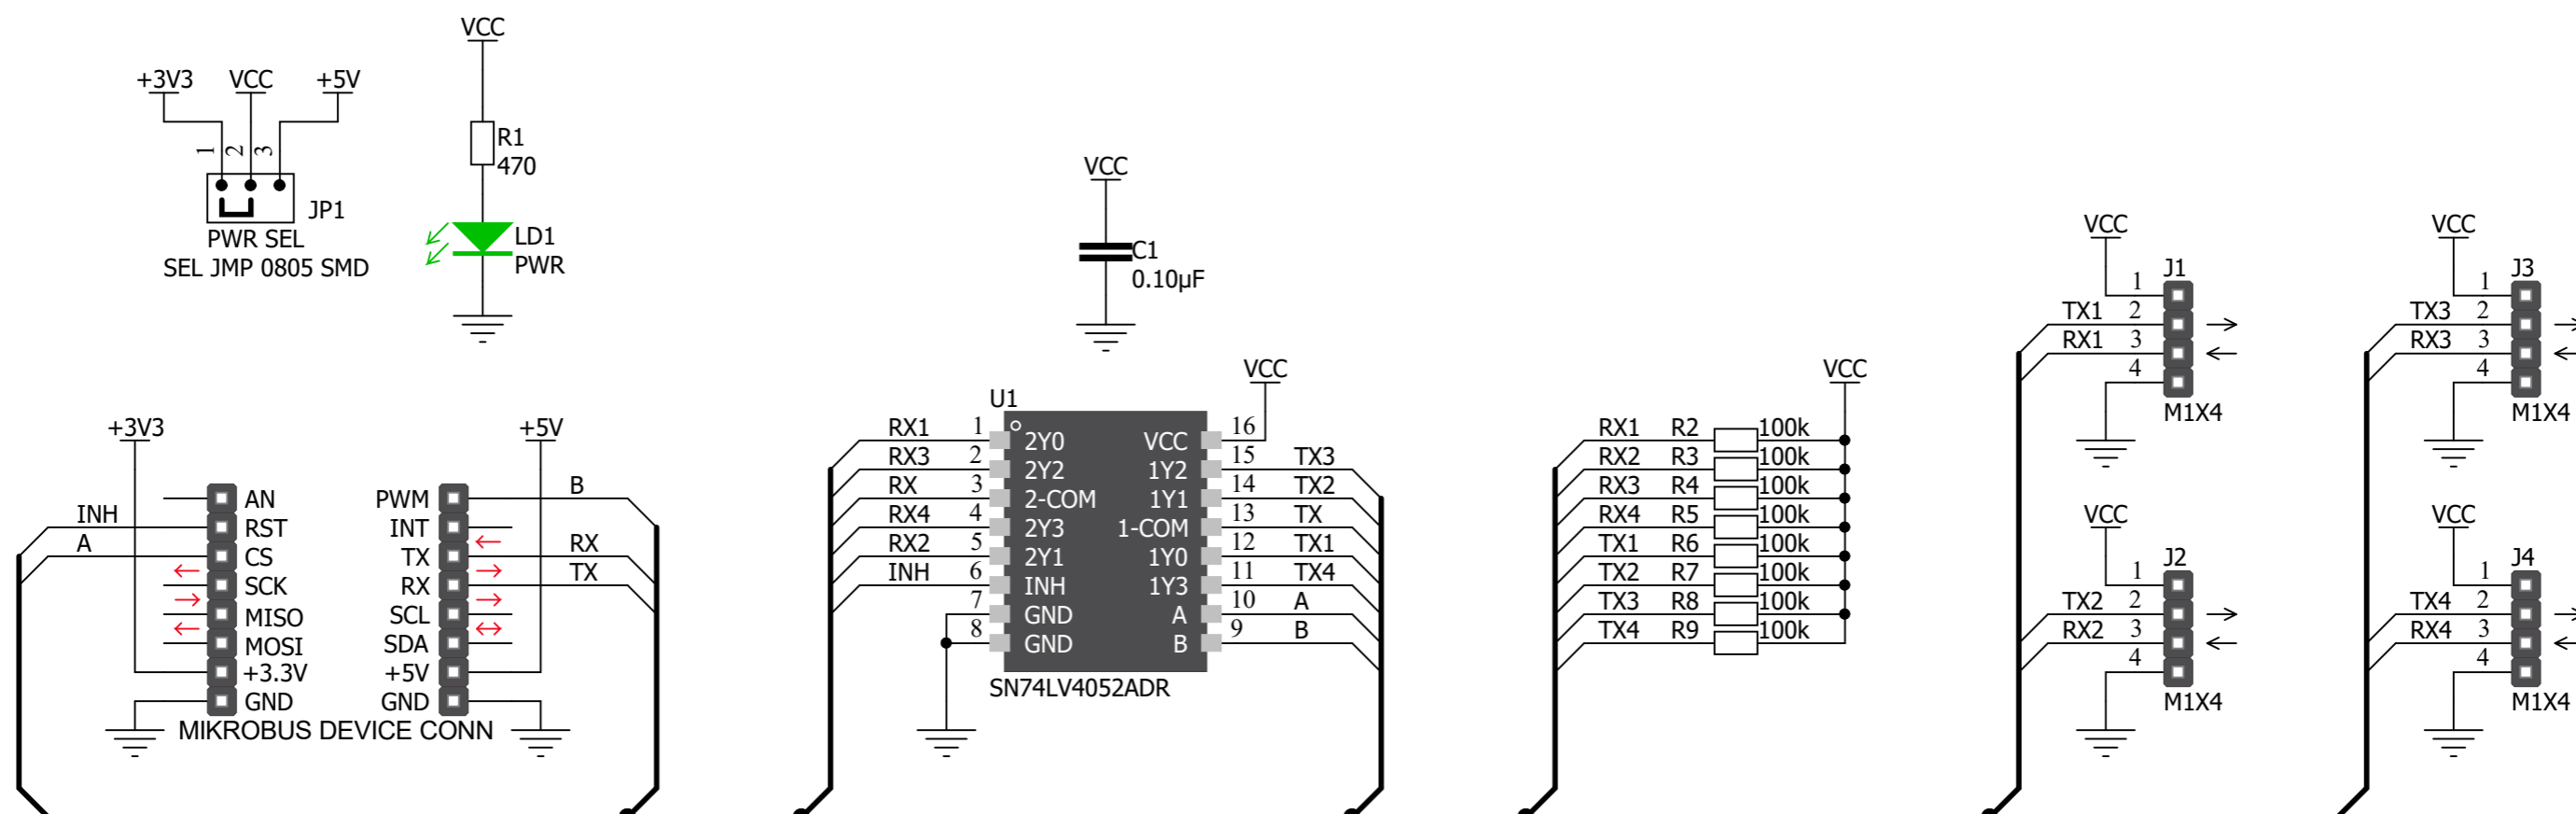 VCC
+3V3 VCC +5V
1 2 3
JP1
PWR SEL
SEL JMP 0805 SMD
R1
470
LD1
PWR
VCC
C1
0.10µF
+3V3
+5V
INH
A
AN
RST
CS
SCK
MISO
MOSI
+3.3V
GND
PWM
INT
TX
RX
SCL
SDA
+5V
GND
B
RX
TX
MIKROBUS DEVICE CONN
U1
VCC
RX1 1 2Y0 VCC 16
RX3 2 2Y2 1Y2 15 TX3
RX 3 2-COM 1Y1 14 TX2
RX4 4 2Y3 1-COM 13 TX
RX2 5 2Y1 1Y0 12 TX1
INH 6 INH 1Y3 11 TX4
7 GND A 10 A
8 GND B 9 B
SN74LV4052ADR
VCC
RX1 R2 100k
RX2 R3 100k
RX3 R4 100k
RX4 R5 100k
TX1 R6 100k
TX2 R7 100k
TX3 R8 100k
TX4 R9 100k
VCC
J1
1
TX1 2
RX1 3
4
M1X4
VCC
J2
1
TX2 2
RX2 3
4
M1X4
VCC
J3
1
TX3 2
RX3 3
4
M1X4
VCC
J4
1
TX4 2
RX4 3
4
M1X4